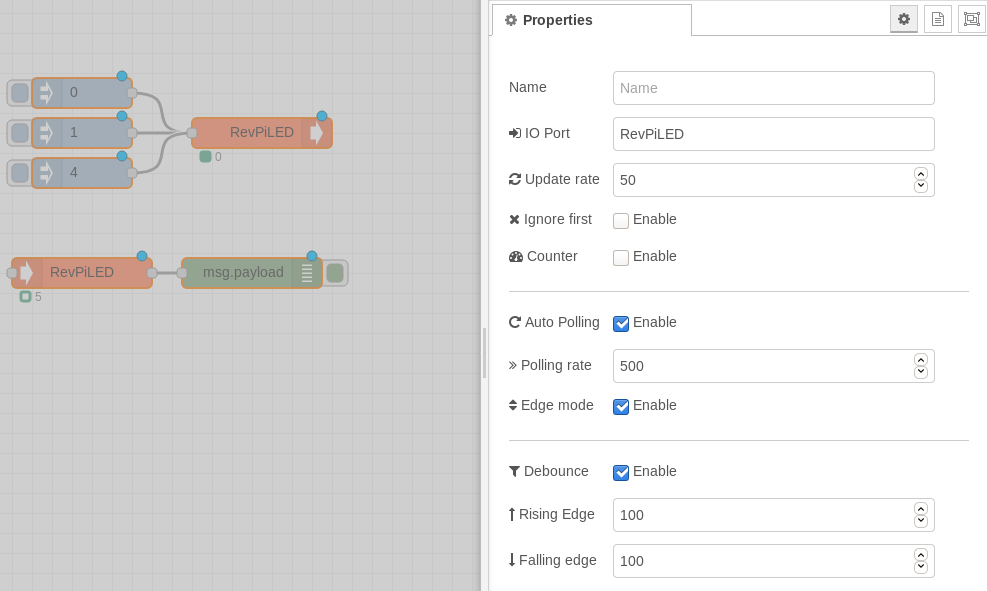 0
1
4
RevPiLED
0
RevPiLED
5
msg.payload
Properties
Name
Name
IO Port
RevPiLED
Update rate
50
Ignore first
Enable
Counter
Enable
Auto Polling
Enable
Polling rate
500
Edge mode
Enable
Debounce
Enable
Rising Edge
100
Falling edge
100